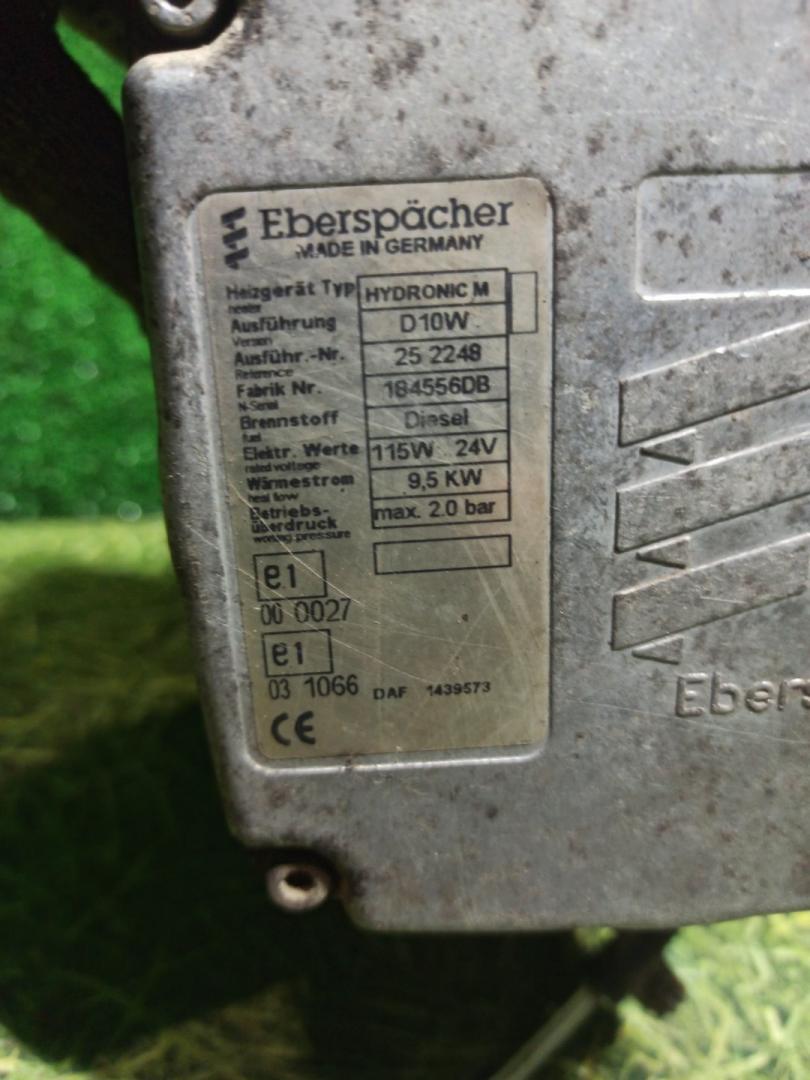 Eberspächer
MADE IN GERMANY
Heizgerät Typ HYDRONIC M
heater
Ausführung D10W
Version
Ausführ.-Nr. 25 2248
Reference
Fabrik Nr. 184556DB
N-Serial
Brennstoff Diesel
fuel
Elektr. Werte 115W 24V
rated voltage
Wärmestrom 9,5 KW
heat flow
Betriebs-
überdruck max. 2.0 bar
working pressure
e1
00 0027
e1
03 1066 DAF 1439573
CE
Ebers